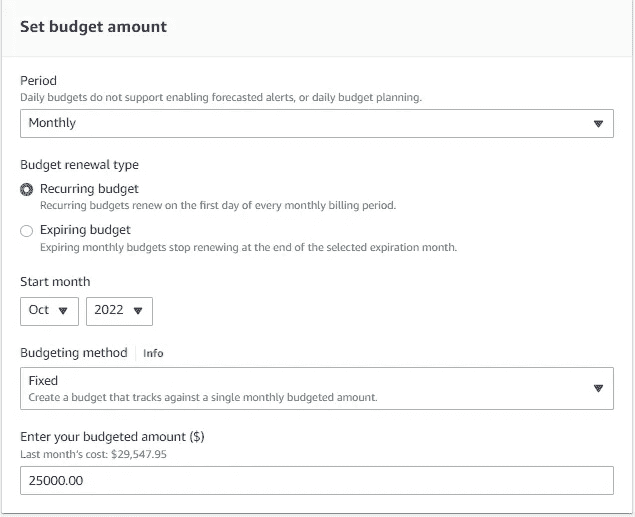 Set budget amount
Period
Daily budgets do not support enabling forecasted alerts, or daily budget planning.
Monthly
Budget renewal type
Recurring budget
Recurring budgets renew on the first day of every monthly billing period.
Expiring budget
Expiring monthly budgets stop renewing at the end of the selected expiration month.
Start month
Oct 2022
Budgeting method Info
Fixed
Create a budget that tracks against a single monthly budgeted amount.
Enter your budgeted amount ($)
Last month's cost: $29,547.95
25000.00